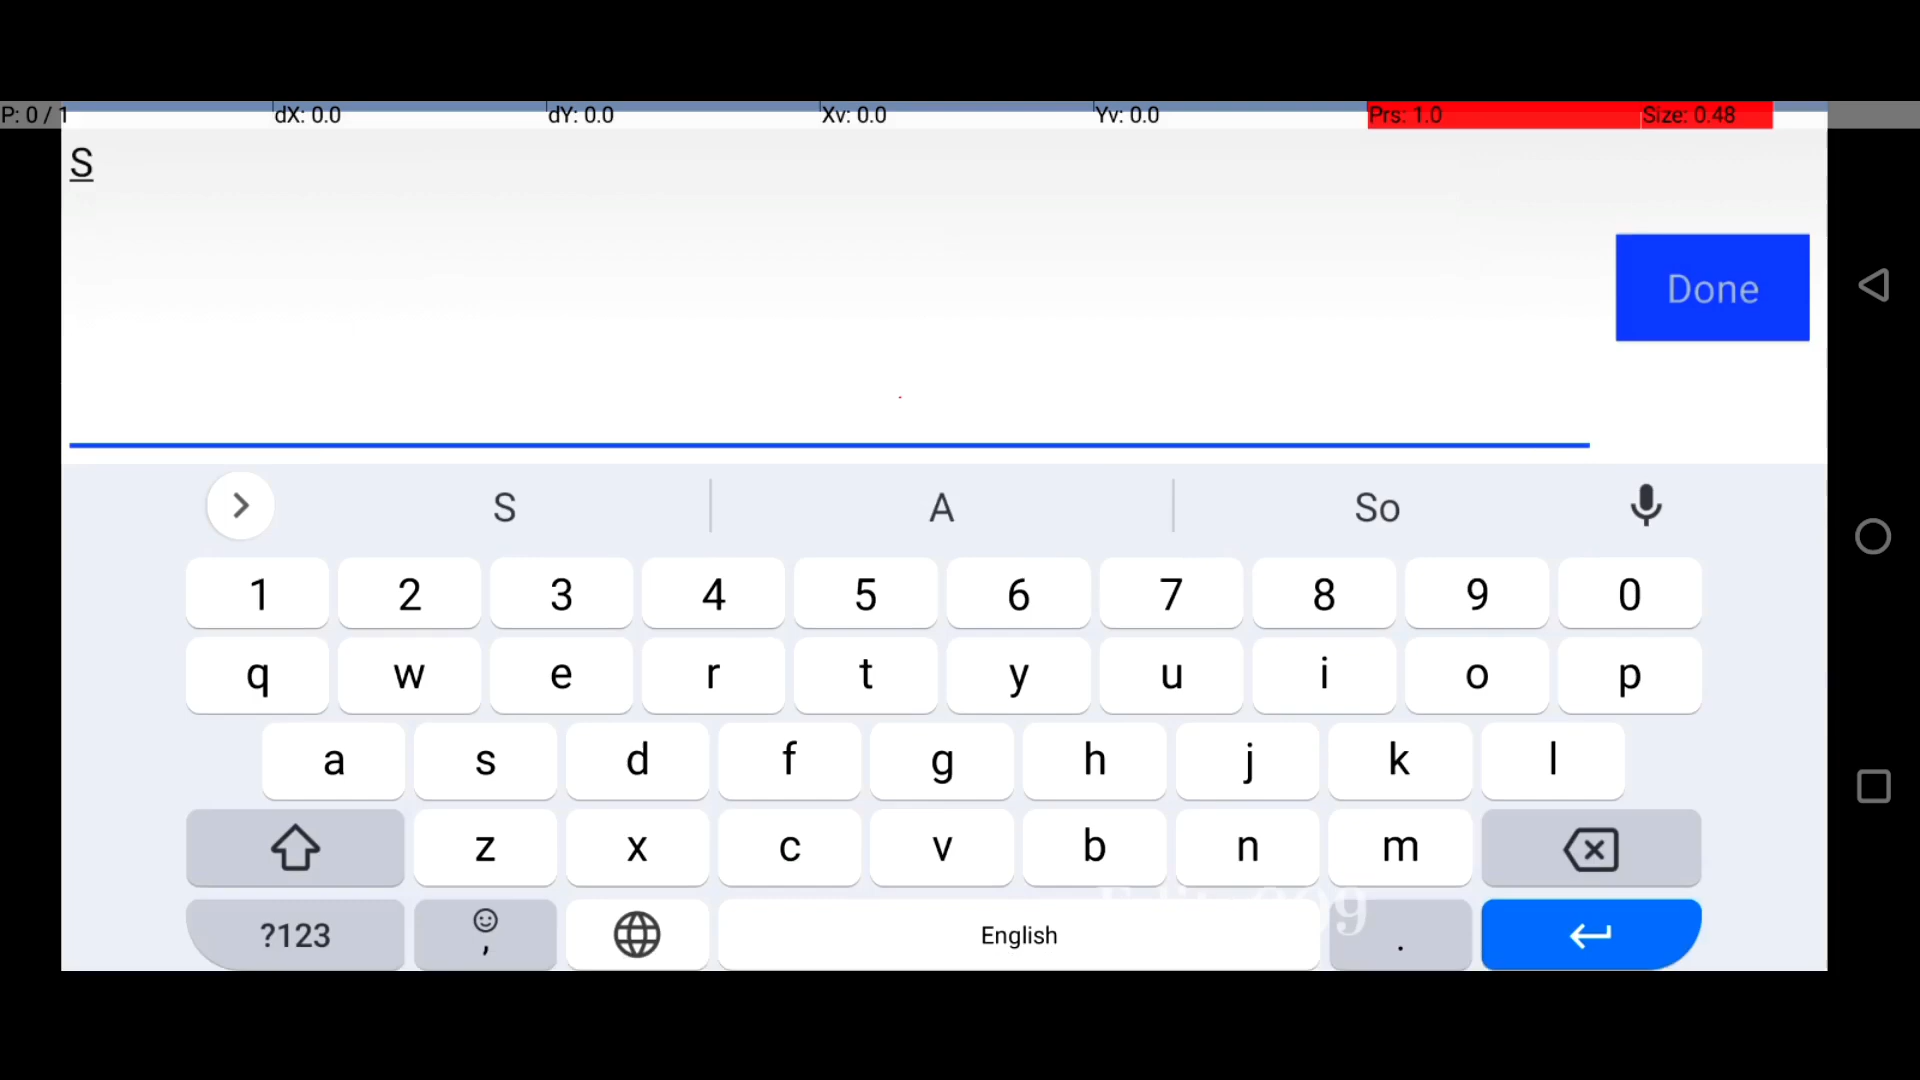 P: 0 / 1 dX: 0.0 dY: 0.0 Xv: 0.0 Yv: 0.0 Prs: 1.0 Size: 0.48
S
Done
S A So
1 2 3 4 5 6 7 8 9 0
q w e r t y u i o p
a s d f g h j k l
z x c v b n m
?123 , English .